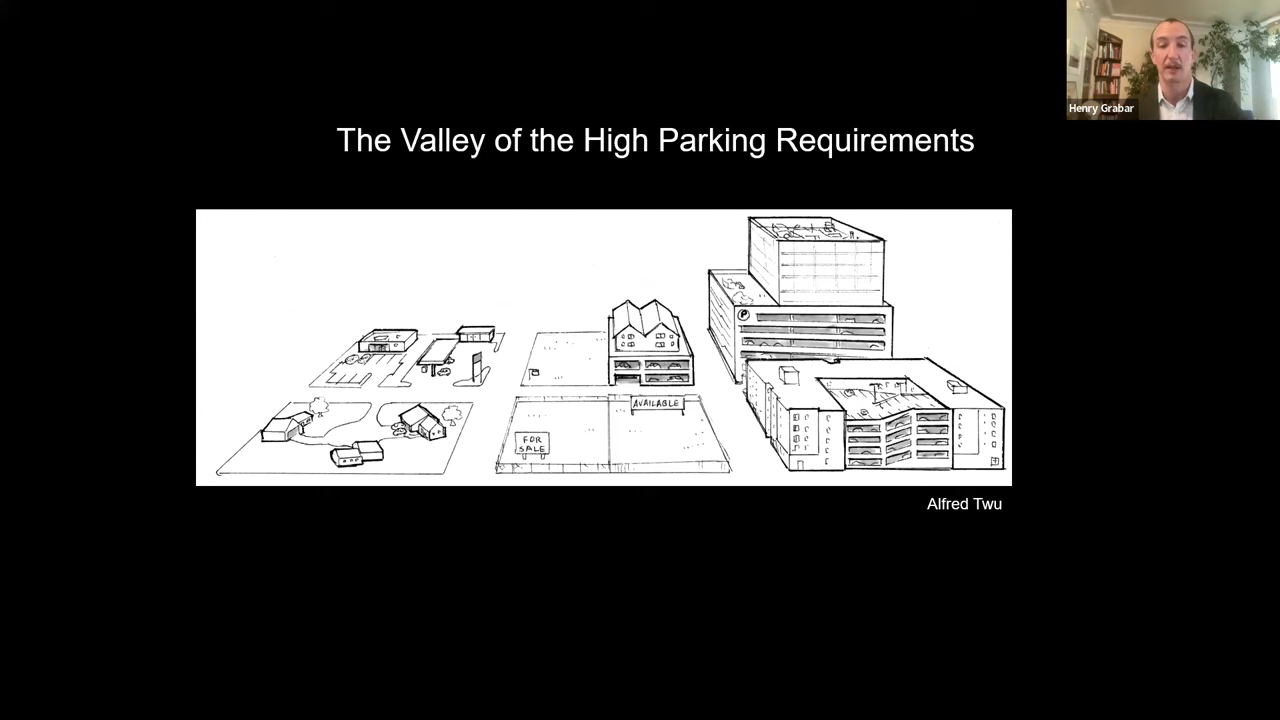 Henry Grabar
The Valley of the High Parking Requirements
P
AVAILABLE
FOR
SALE
Alfred Twu